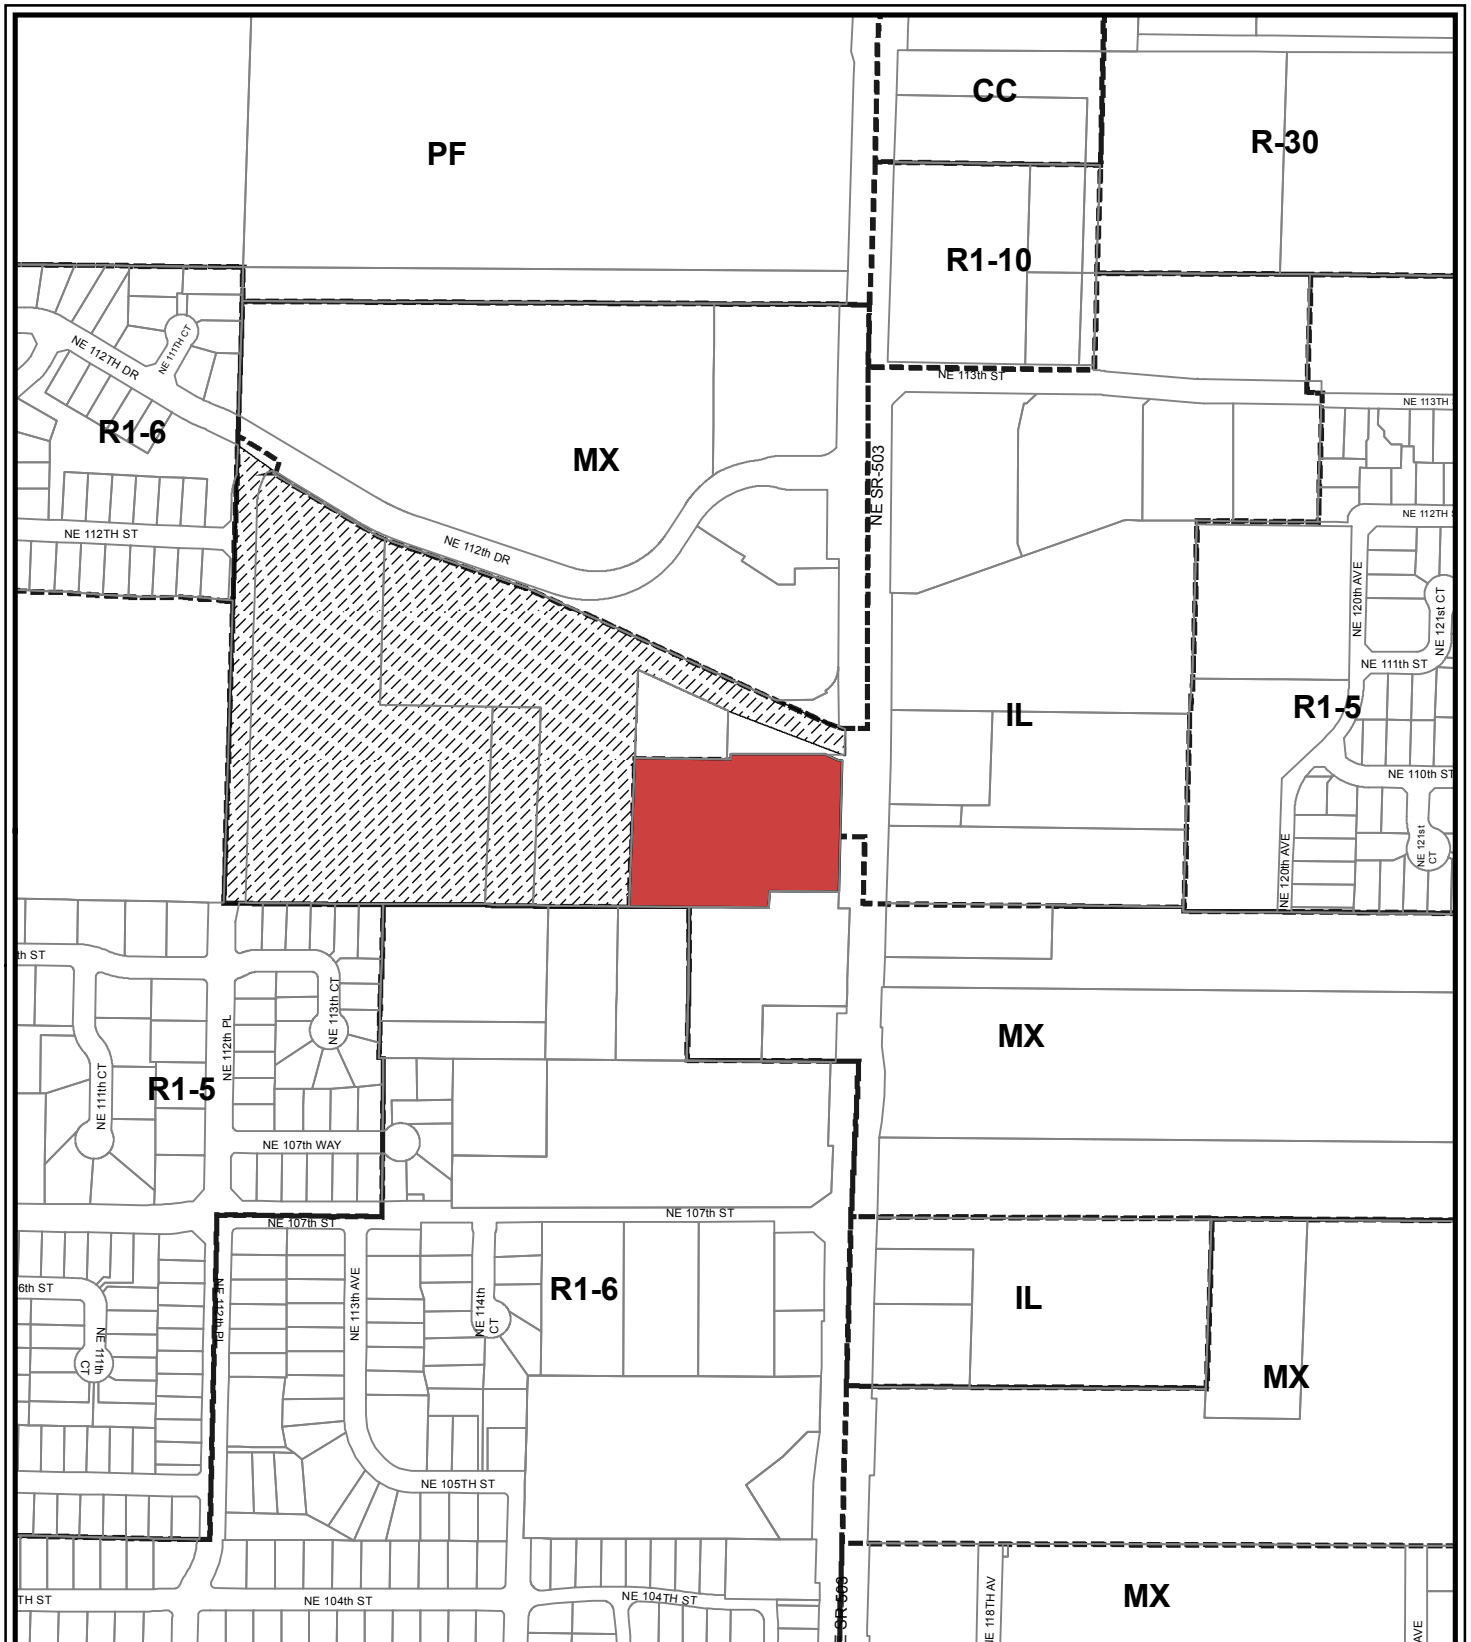 CC
R-30
PF
R1-10
NE 111TH CT
NE 112TH DR
NE 113th ST
NE 113TH
R1-6
MX
NE SR-503
NE 112TH
NE 112TH ST
NE 112th DR
NE 120th AVE
NE 121st CT
NE 111th ST
R1-5
IL
NE 110th ST
NE 121st
CT
NE 120th AVE
th ST
NE 113th CT
NE 112th PL
MX
NE 111th CT
R1-5
NE 107th WAY
NE 107th ST
NE 107th ST
6th ST
NE 112th PL
NE 113th AVE
NE 114th
CT
R1-6
IL
NE 111th
CT
MX
NE 105TH ST
TH ST
NE 104th ST
NE 104TH ST
E SR-503
E 118TH AV
MX
AVE